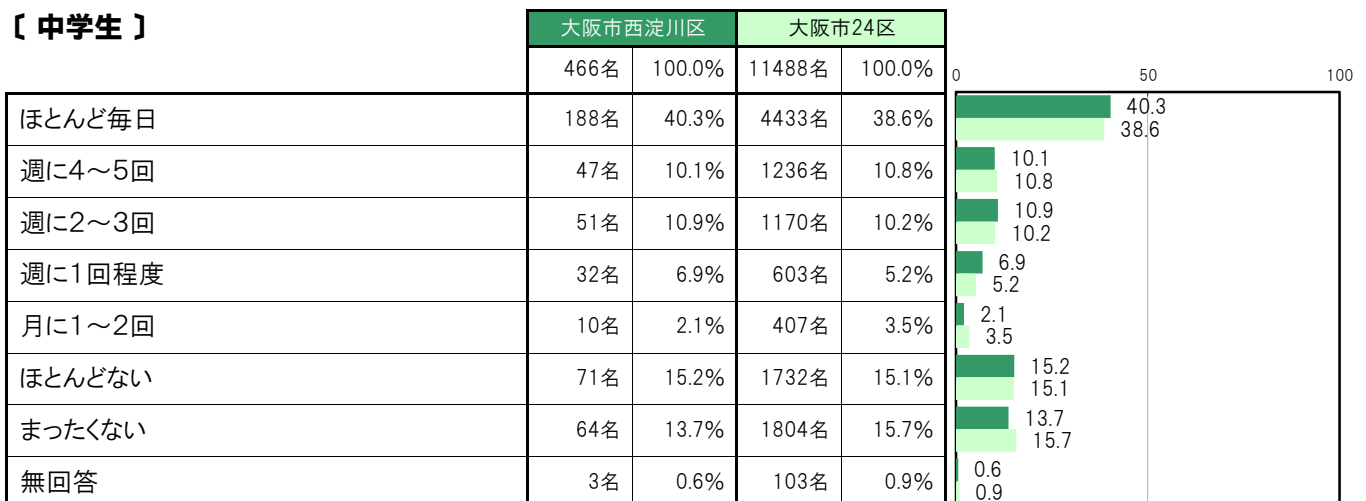 〔 中学生 〕
大阪市西淀川区 大阪市24区
466名 100.0% 11488名 100.0%
0 50 100
ほとんど毎日 188名 40.3% 4433名 38.6% 40.3
38.6
週に4～5回 47名 10.1% 1236名 10.8% 10.1
10.8
週に2～3回 51名 10.9% 1170名 10.2% 10.9
10.2
週に1回程度 32名 6.9% 603名 5.2% 6.9
5.2
月に1～2回 10名 2.1% 407名 3.5% 2.1
3.5
ほとんどない 71名 15.2% 1732名 15.1% 15.2
15.1
まったくない 64名 13.7% 1804名 15.7% 13.7
15.7
無回答 3名 0.6% 103名 0.9% 0.6
0.9